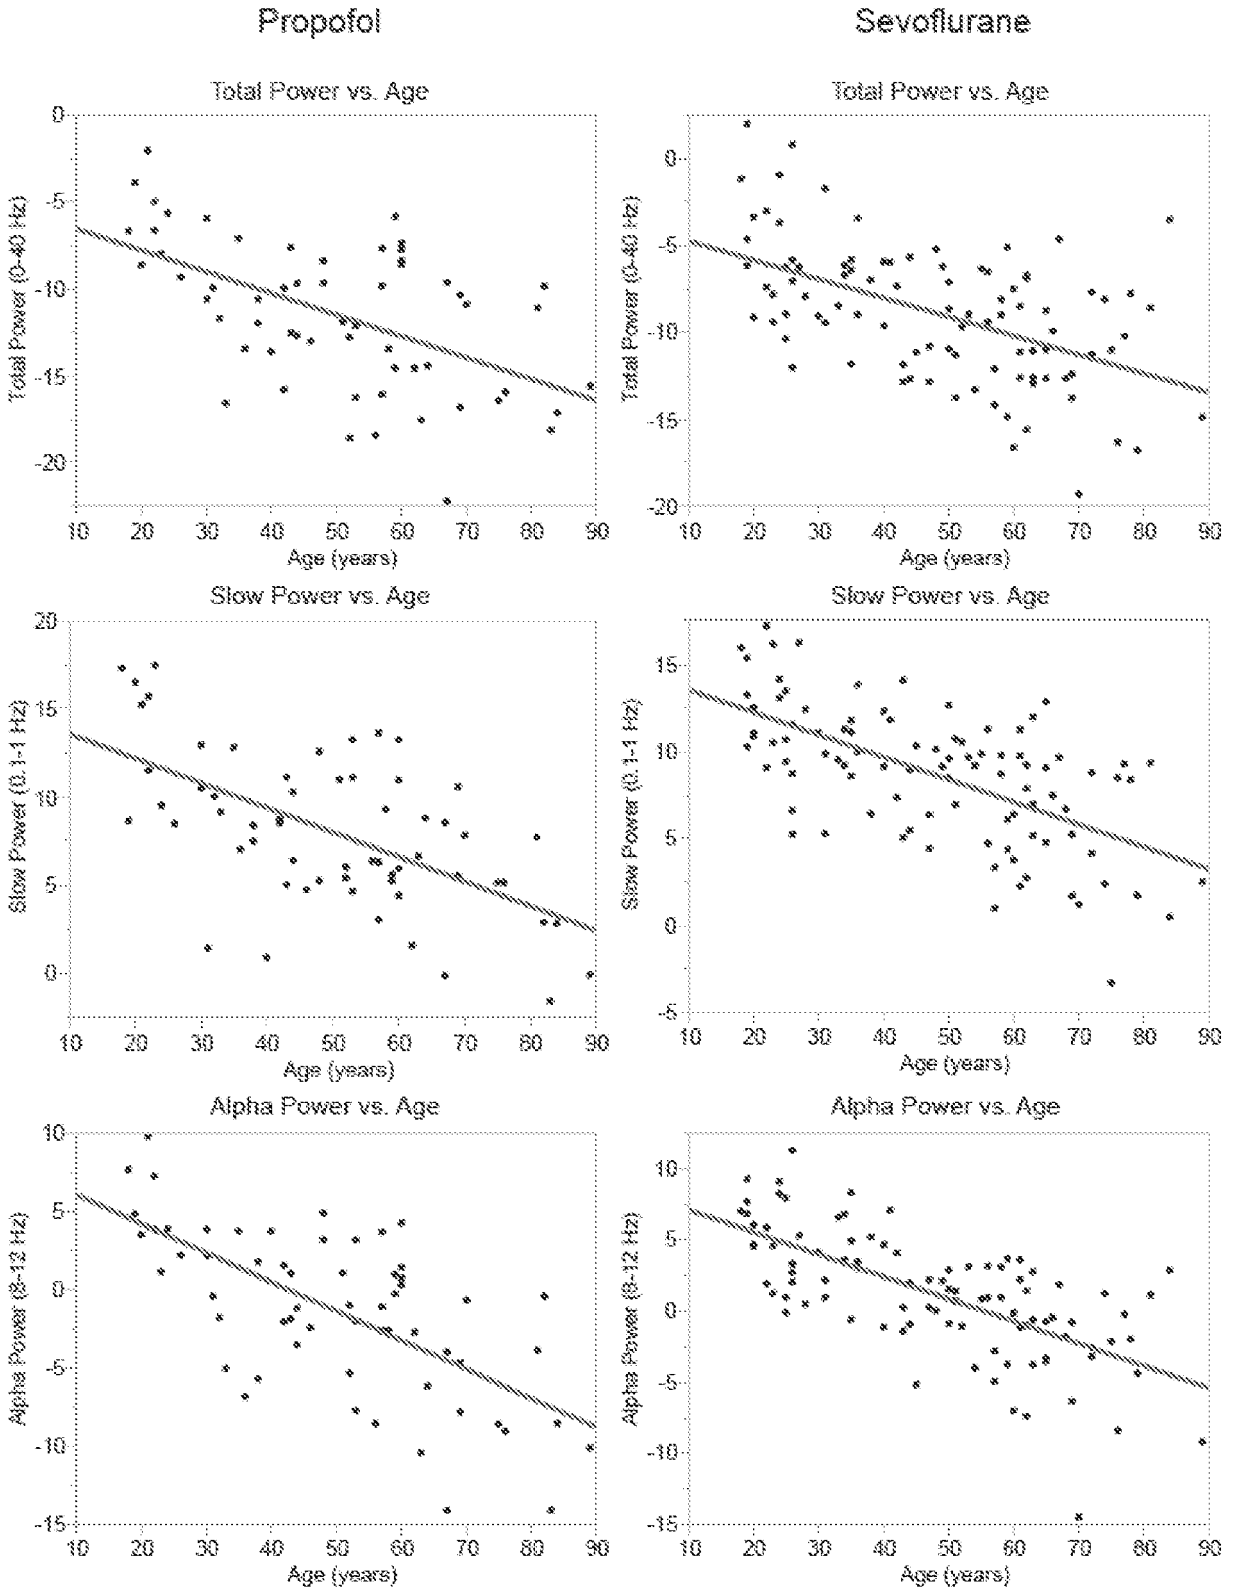 Propofol
Sevoflurane
Total Power vs. Age
Total Power (0-40 Hz)
0
-5
-10
-15
-20
10 20 30 40 50 60 70 80 90
Age (years)
Total Power vs. Age
Total Power (0-40 Hz)
0
-5
-10
-15
-20
10 20 30 40 50 60 70 80 90
Age (years)
Slow Power vs. Age
Slow Power (0.1-1 Hz)
20
15
10
5
0
10 20 30 40 50 60 70 80 90
Age (years)
Slow Power vs. Age
Slow Power (0.1-1 Hz)
15
10
5
0
-5
10 20 30 40 50 60 70 80 90
Age (years)
Alpha Power vs. Age
Alpha Power (8-12 Hz)
10
5
0
-5
-10
-15
10 20 30 40 50 60 70 80 90
Age (years)
Alpha Power vs. Age
Alpha Power (8-12 Hz)
10
5
0
-5
-10
-15
10 20 30 40 50 60 70 80 90
Age (years)